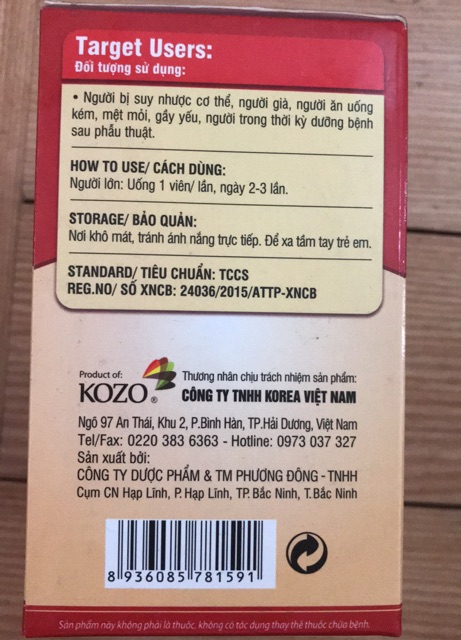 Target Users:
Đối tượng sử dụng:
• Người bị suy nhược cơ thể, người già, người ăn uống
kém, mệt mỏi, gầy yếu, người trong thời kỳ dưỡng bệnh
sau phẫu thuật.
HOW TO USE/ CÁCH DÙNG:
Người lớn: Uống 1 viên/ lần, ngày 2-3 lần.
STORAGE/ BẢO QUẢN:
Nơi khô mát, tránh ánh nắng trực tiếp. Để xa tầm tay trẻ em.
STANDARD/ TIÊU CHUẨN: TCCS
REG.NO/ SỐ XNCB: 24036/2015/ATTP-XNCB
Product of:
KOZO®
Thương nhân chịu trách nhiệm sản phẩm:
CÔNG TY TNHH KOREA VIỆT NAM
Ngõ 97 An Thái, Khu 2, P.Bình Hàn, TP.Hải Dương, Việt Nam
Tel/Fax: 0220 383 6363 - Hotline: 0973 037 327
Sản xuất bởi:
CÔNG TY DƯỢC PHẨM & TM PHƯƠNG ĐÔNG - TNHH
Cụm CN Hạp Lĩnh, P. Hạp Lĩnh, TP. Bắc Ninh, T.Bắc Ninh
8 936085 781591
Sản phẩm này không phải là thuốc, không có tác dụng thay thế thuốc chữa bệnh.